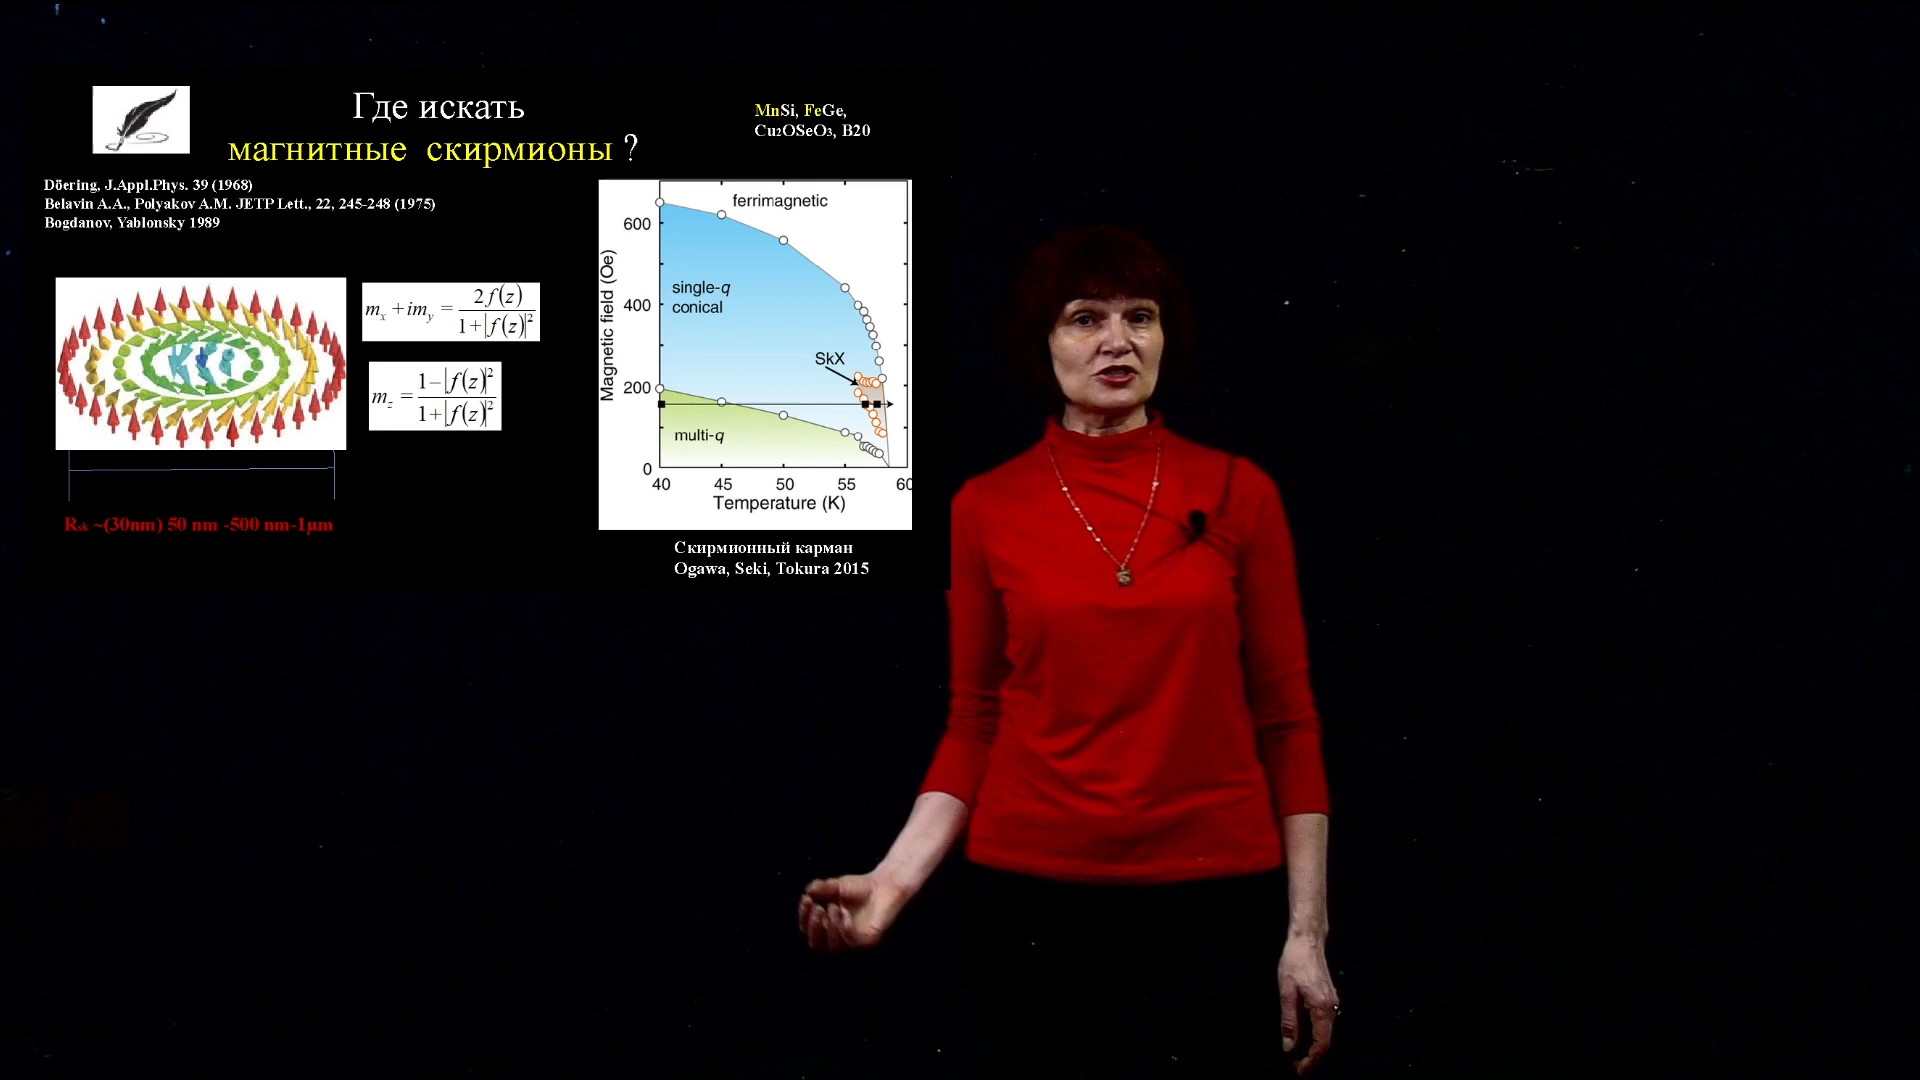 Где искать
магнитные скирмионы ?
MnSi, FeGe,
Cu₂OSeO₃, B20
Döering, J.Appl.Phys. 39 (1968)
Belavin A.A., Polyakov A.M. JETP Lett., 22, 245-248 (1975)
Bogdanov, Yablonsky 1989
m_x + im_y = 2f(z) / 1+|f(z)|²
m_z = 1−|f(z)|² / 1+|f(z)|²
R_sk ~(30nm) 50 nm -500 nm-1μm
ferrimagnetic
single-q
conical
SkX
multi-q
Magnetic field (Oe)
600
400
200
0
40 45 50 55 60
Temperature (K)
Скирмионный карман
Ogawa, Seki, Tokura 2015